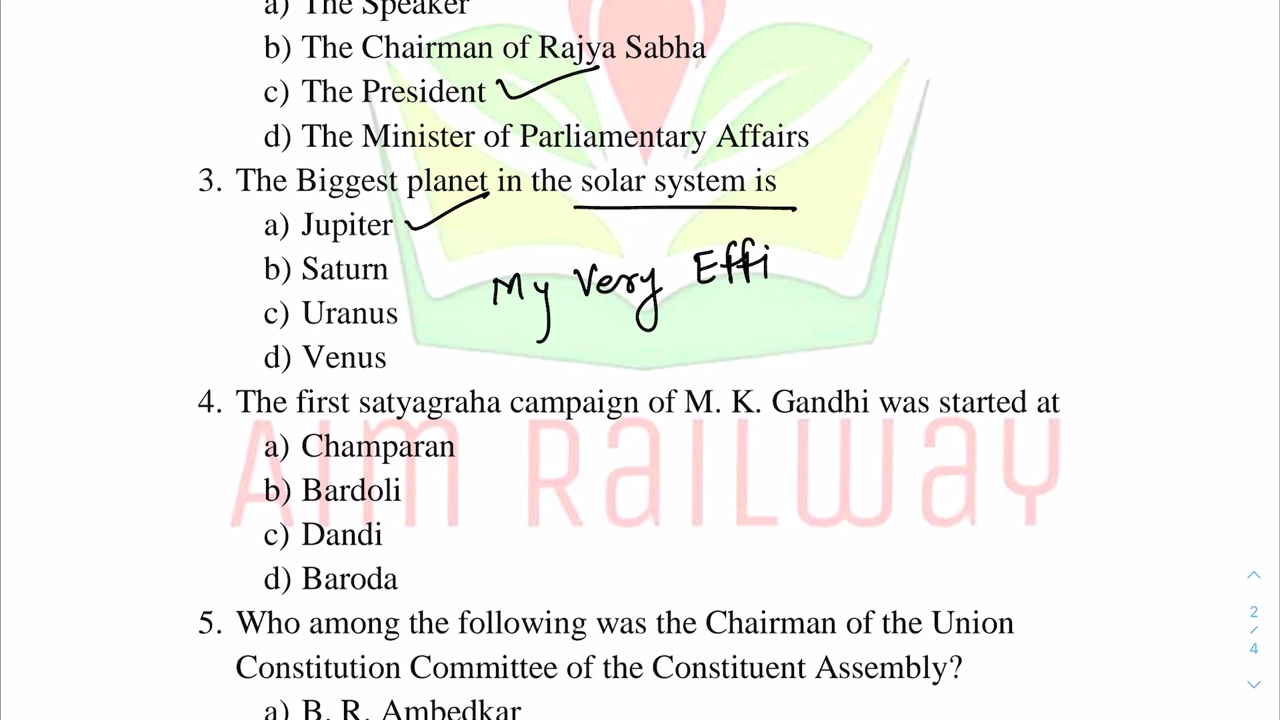 a) The Speaker
b) The Chairman of Rajya Sabha
c) The President
d) The Minister of Parliamentary Affairs
3. The Biggest planet in the solar system is
a) Jupiter
b) Saturn
c) Uranus
d) Venus
My Very Effi
4. The first satyagraha campaign of M. K. Gandhi was started at
a) Champaran
b) Bardoli
c) Dandi
d) Baroda
AIM RAILWAY
5. Who among the following was the Chairman of the Union
Constitution Committee of the Constituent Assembly?
a) B. R. Ambedkar
2
/
4